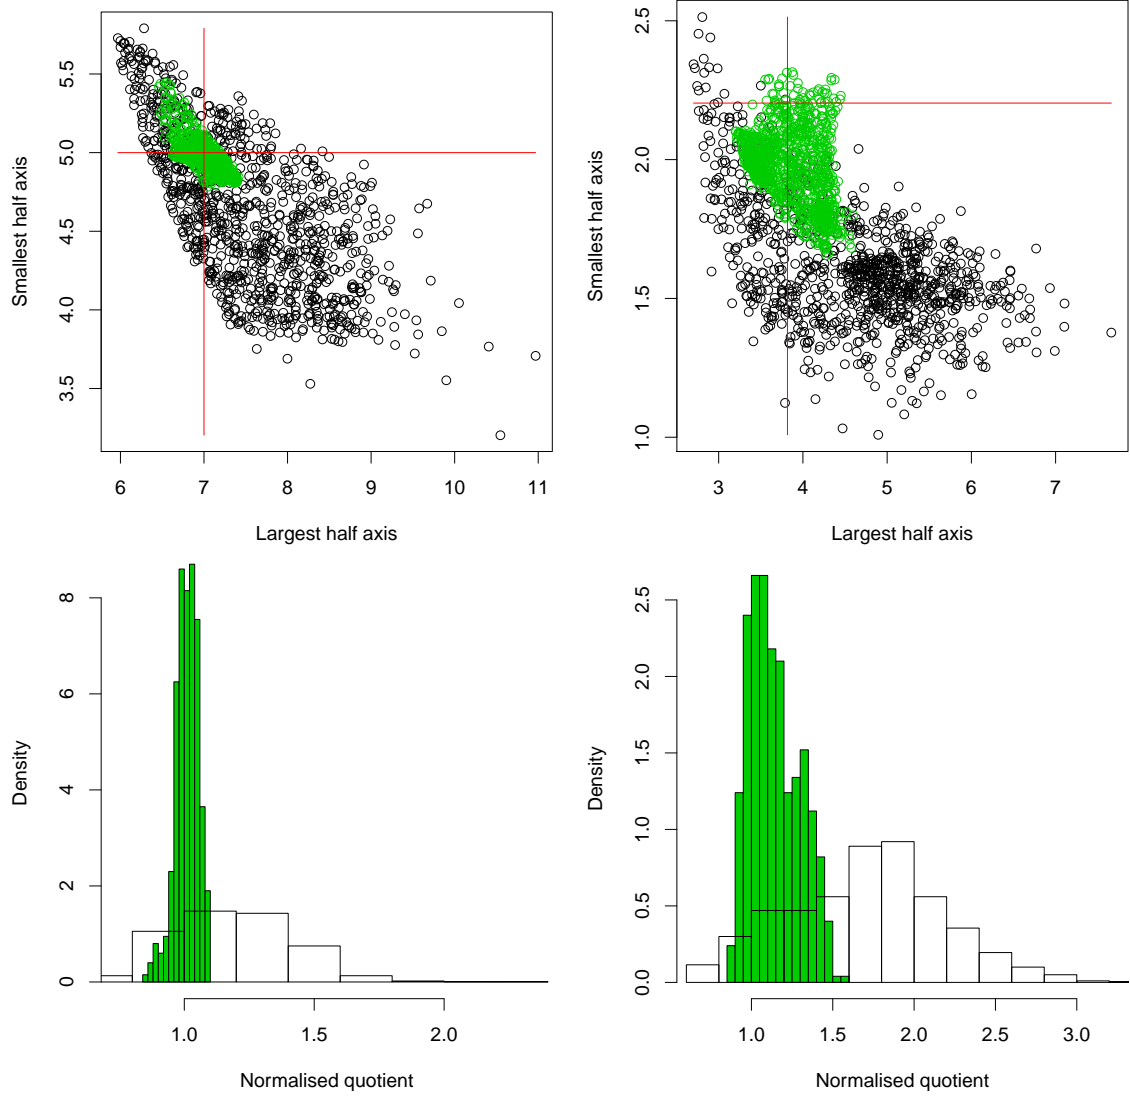 5.5
5.0
4.5
4.0
3.5
Smallest half axis
6 7 8 9 10 11
Largest half axis
2.5
2.0
1.5
1.0
Smallest half axis
3 4 5 6 7
Largest half axis
8
6
4
2
0
Density
1.0 1.5 2.0
Normalised quotient
2.5
2.0
1.5
1.0
0.5
0.0
Density
1.0 1.5 2.0 2.5 3.0
Normalised quotient